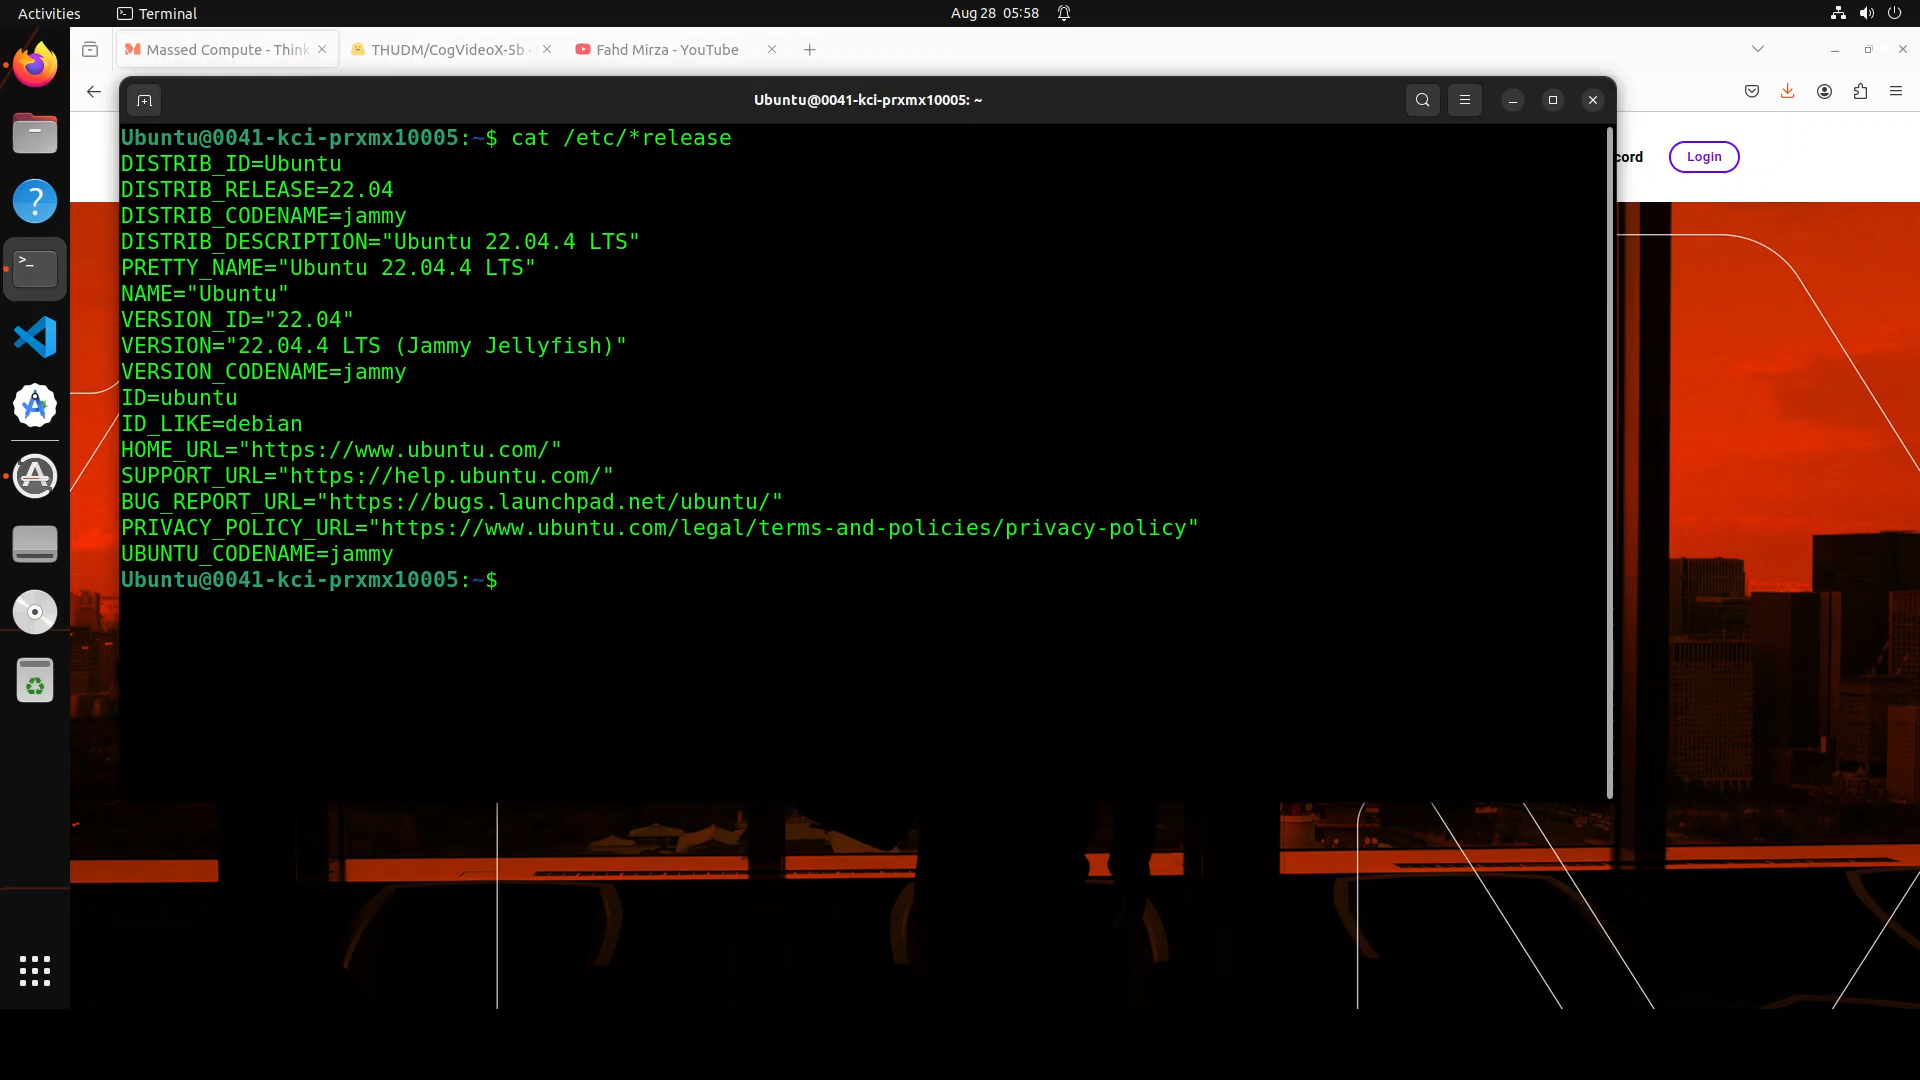 Activities
Terminal
Aug 28 05:58
Massed Compute - Think
THUDM/CogVideoX-5b -
Fahd Mirza - YouTube
Ubuntu@0041-kci-prxmx10005: ~
cord
Login
Ubuntu@0041-kci-prxmx10005:~$ cat /etc/*release
DISTRIB_ID=Ubuntu
DISTRIB_RELEASE=22.04
DISTRIB_CODENAME=jammy
DISTRIB_DESCRIPTION="Ubuntu 22.04.4 LTS"
PRETTY_NAME="Ubuntu 22.04.4 LTS"
NAME="Ubuntu"
VERSION_ID="22.04"
VERSION="22.04.4 LTS (Jammy Jellyfish)"
VERSION_CODENAME=jammy
ID=ubuntu
ID_LIKE=debian
HOME_URL="https://www.ubuntu.com/"
SUPPORT_URL="https://help.ubuntu.com/"
BUG_REPORT_URL="https://bugs.launchpad.net/ubuntu/"
PRIVACY_POLICY_URL="https://www.ubuntu.com/legal/terms-and-policies/privacy-policy"
UBUNTU_CODENAME=jammy
Ubuntu@0041-kci-prxmx10005:~$